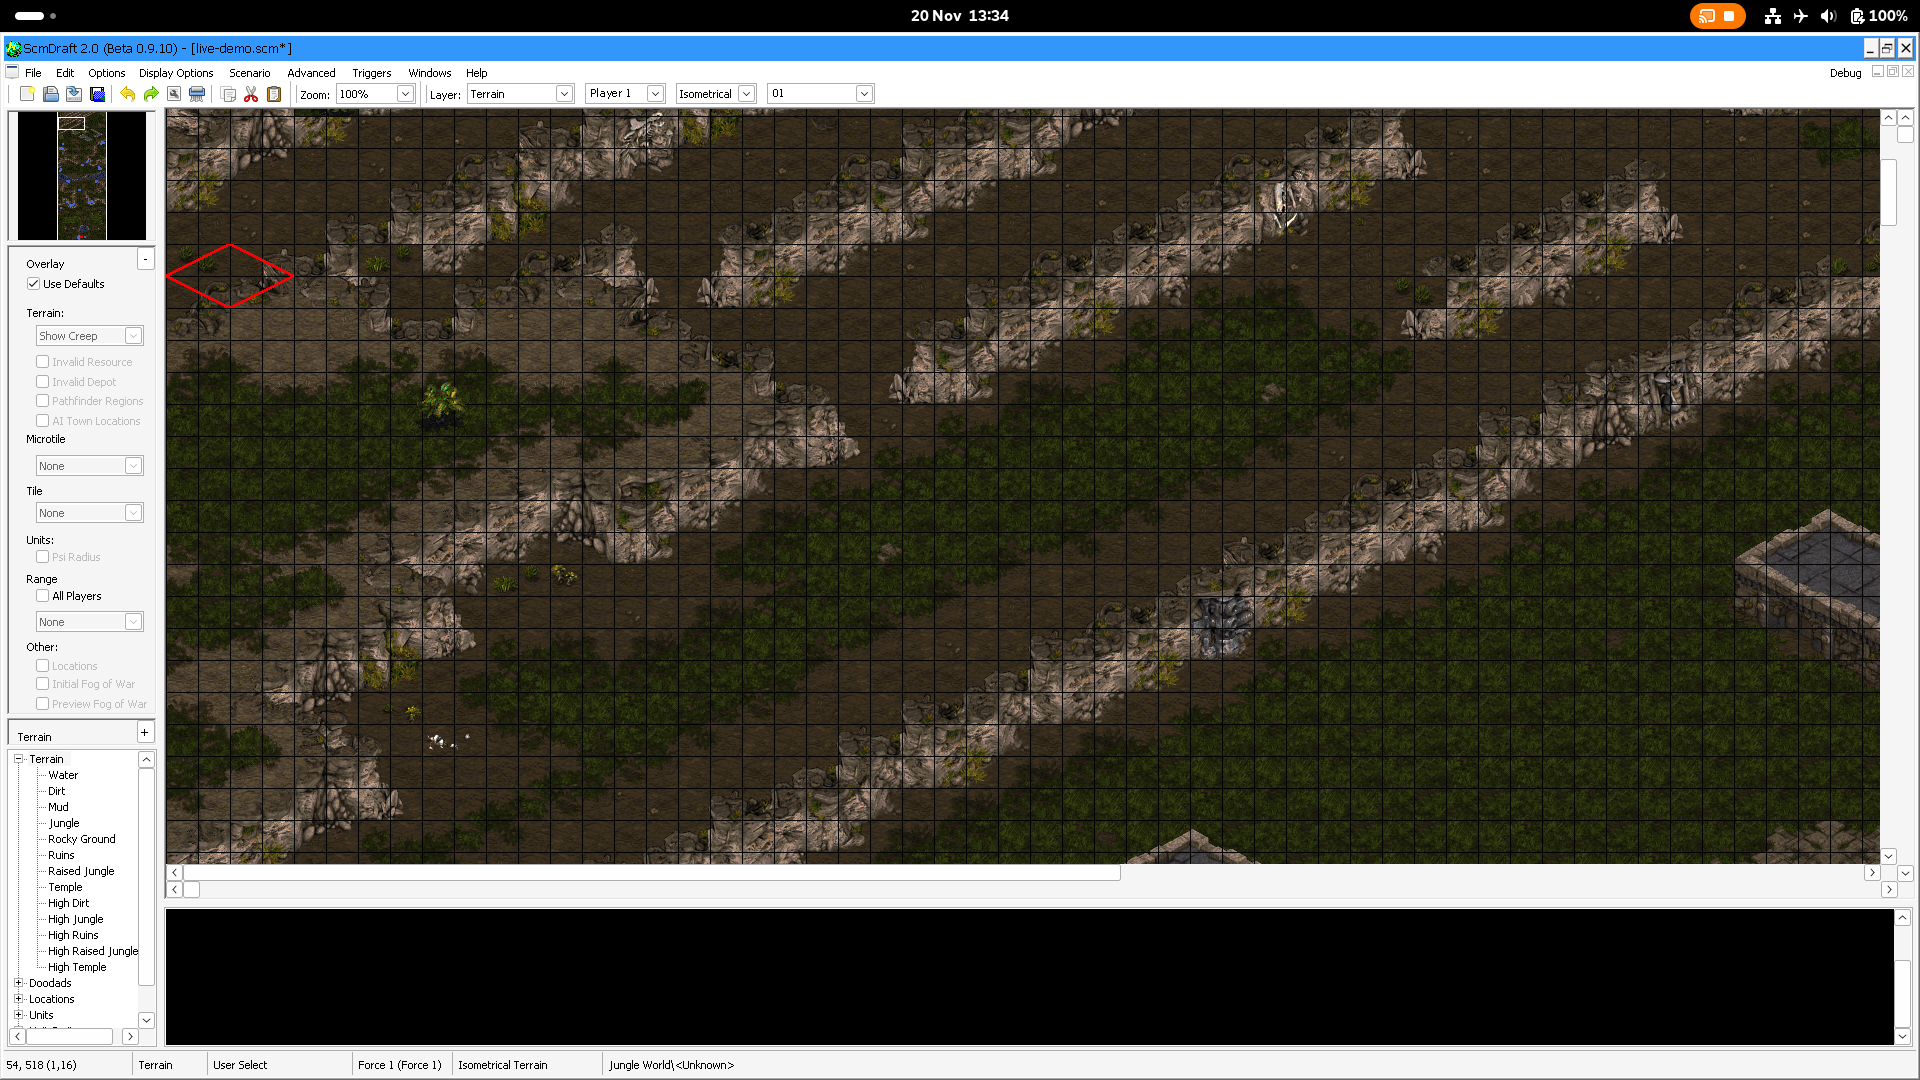 20 Nov 13:34
100%
ScmDraft 2.0 (Beta 0.9.10) - [live-demo.scm*]
File Edit Options Display Options Scenario Advanced Triggers Windows Help Debug
Zoom: 100% Layer: Terrain Player 1 Isometrical 01
Overlay
-
Use Defaults
Terrain:
Show Creep
Invalid Resource
Invalid Depot
Pathfinder Regions
AI Town Locations
Microtile
None
Tile
None
Units:
Psi Radius
Range
All Players
None
Other:
Locations
Initial Fog of War
Preview Fog of War
Terrain +
Terrain
Water
Dirt
Mud
Jungle
Rocky Ground
Ruins
Raised Jungle
Temple
High Dirt
High Jungle
High Ruins
High Raised Jungle
High Temple
Doodads
Locations
Units
54, 518 (1,16) Terrain User Select Force 1 (Force 1) Isometrical Terrain Jungle World\<Unknown>